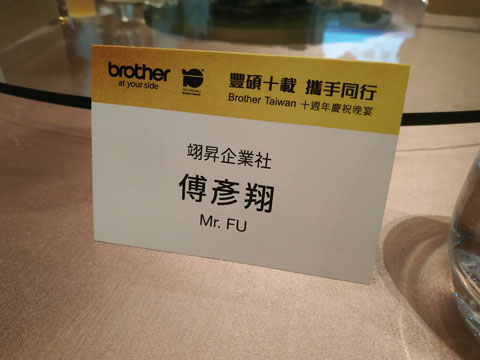 brother
at your side
豐碩十載 攜手同行
Brother Taiwan 十週年慶祝晚宴
翊昇企業社
傅彥翔
Mr. FU